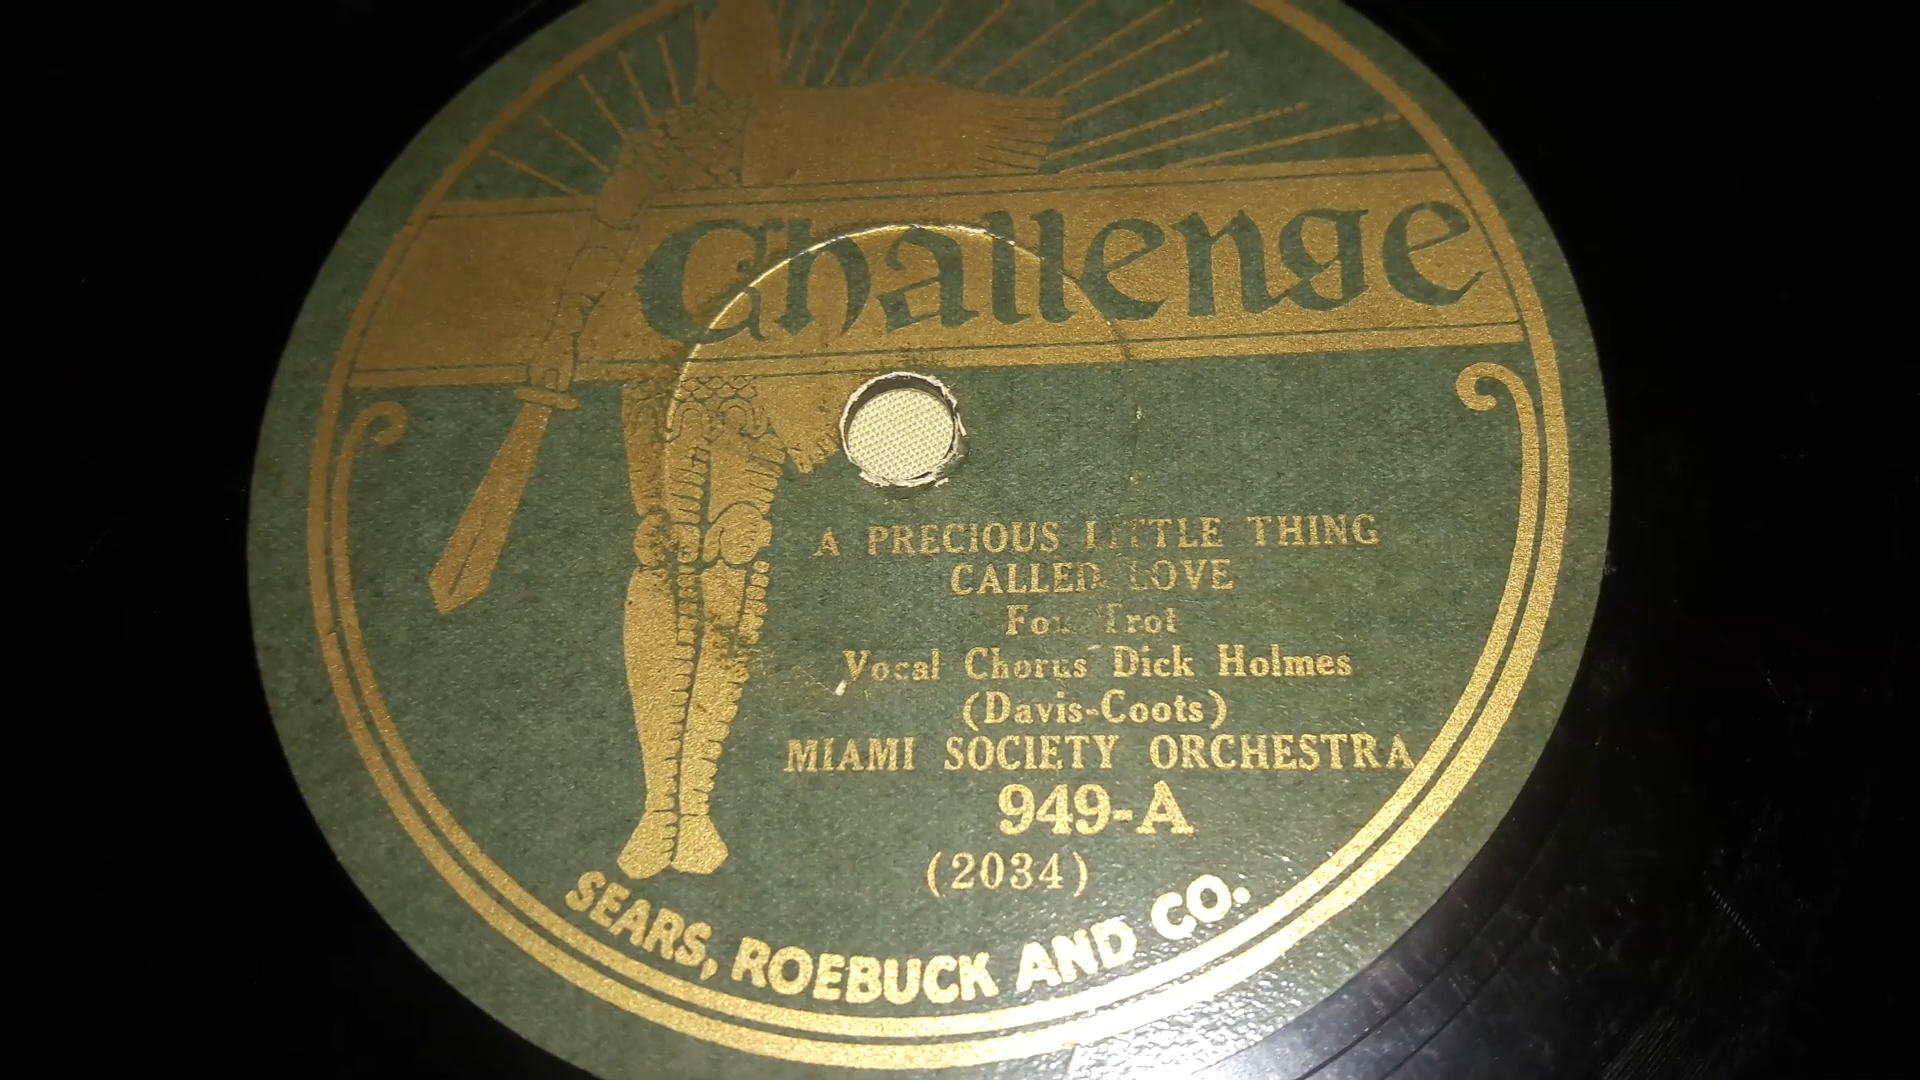 Challenge
A PRECIOUS LITTLE THING
CALLED LOVE
Fox Trot
Vocal Chorus Dick Holmes
(Davis-Coots)
MIAMI SOCIETY ORCHESTRA
949-A
(2034)
SEARS, ROEBUCK AND CO.